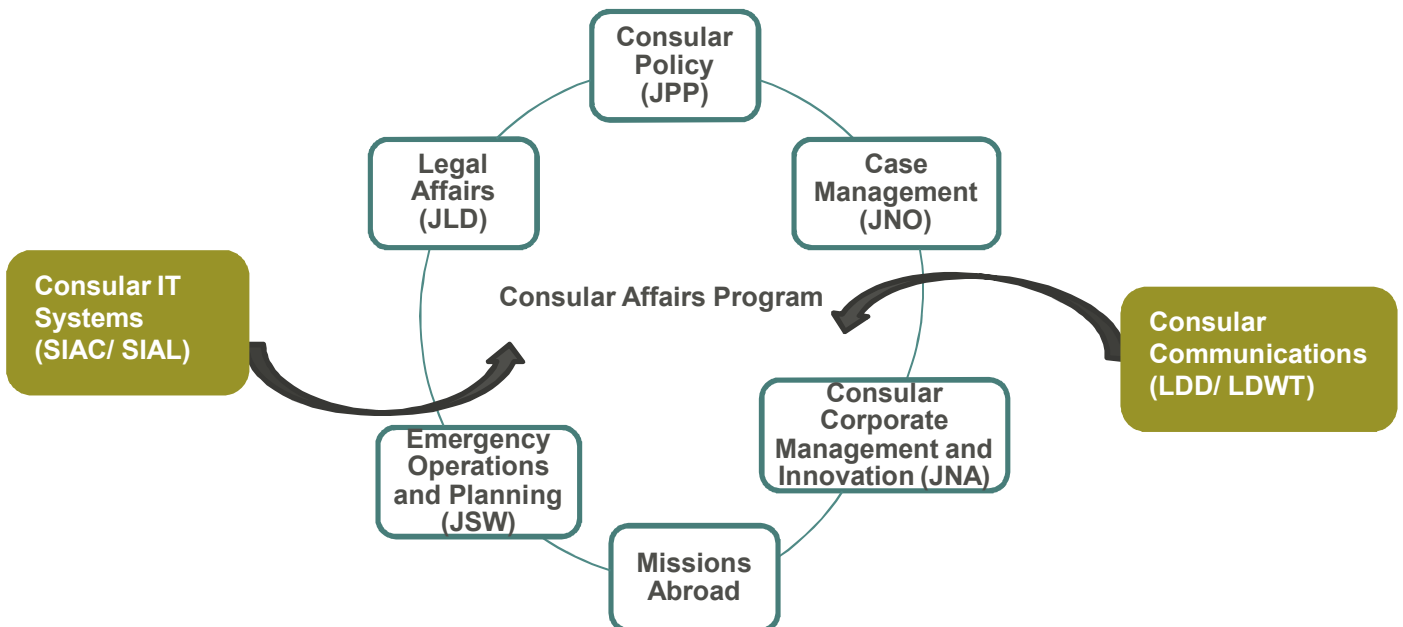 Consular
Policy
(JPP)
Legal
Affairs
(JLD)
Case
Management
(JNO)
Consular IT
Systems
(SIAC/ SIAL)
Consular Affairs Program
Consular
Communications
(LDD/ LDWT)
Emergency
Operations
and Planning
(JSW)
Consular
Corporate
Management and
Innovation (JNA)
Missions
Abroad